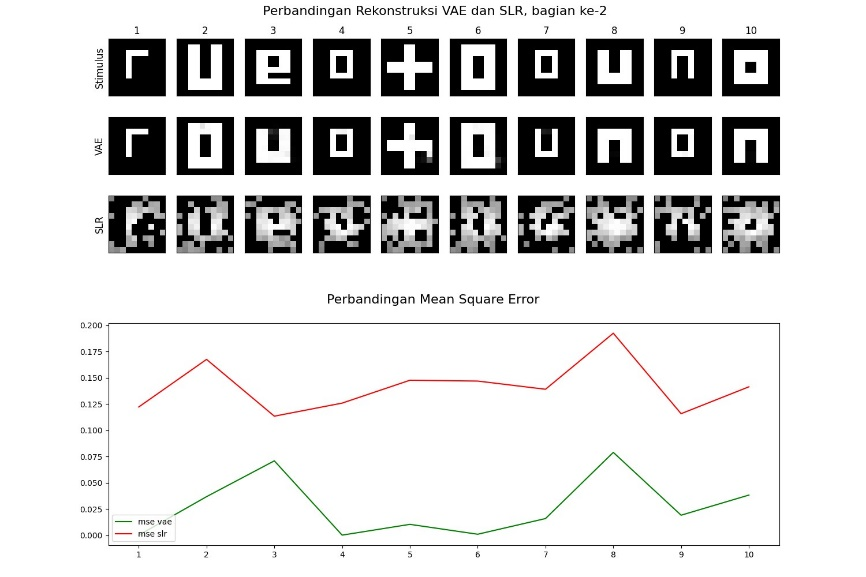 Perbandingan Rekonstruksi VAE dan SLR, bagian ke-2
1 2 3 4 5 6 7 8 9 10
Stimulus
VAE
SLR
Perbandingan Mean Square Error
0.200
0.175
0.150
0.125
0.100
0.075
0.050
0.025
0.000
mse vae
mse slr
1 2 3 4 5 6 7 8 9 10